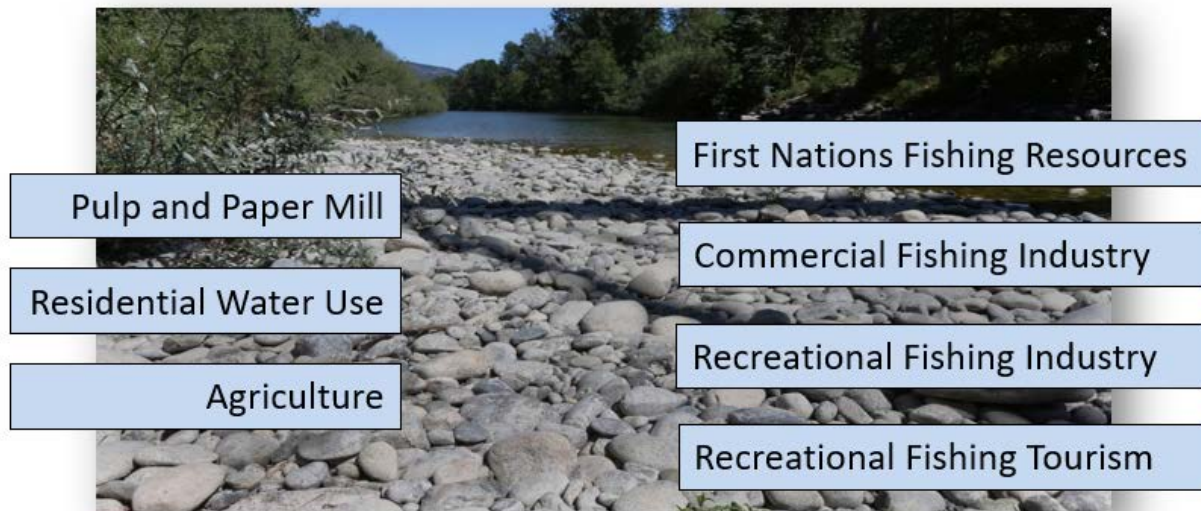 Pulp and Paper Mill
Residential Water Use
Agriculture
First Nations Fishing Resources
Commercial Fishing Industry
Recreational Fishing Industry
Recreational Fishing Tourism